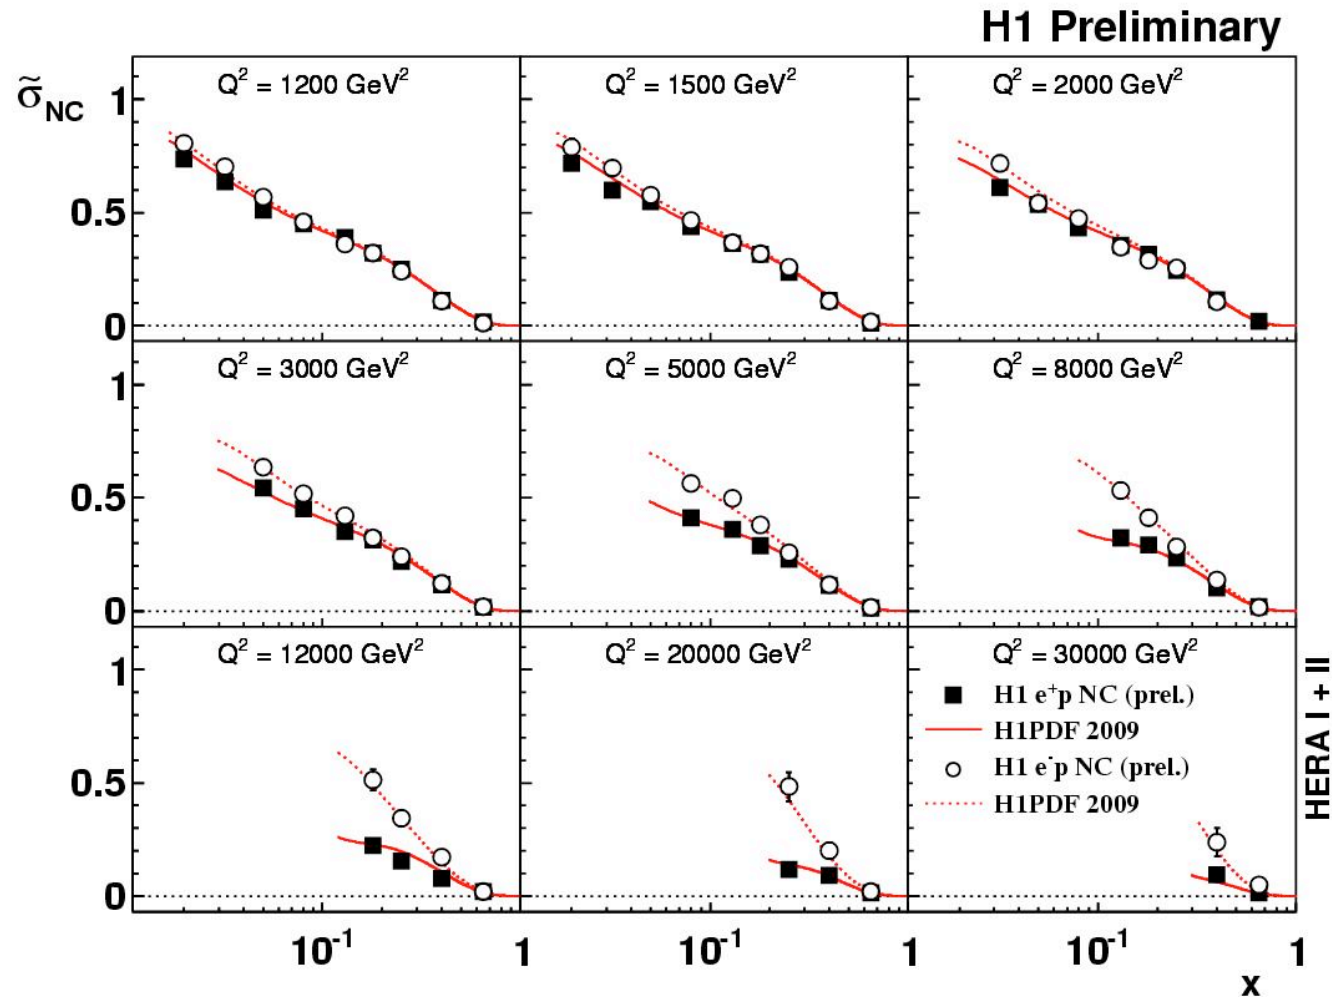 H1 Preliminary
σ̃NC
Q² = 1200 GeV²
Q² = 1500 GeV²
Q² = 2000 GeV²
1
0.5
0
Q² = 3000 GeV²
Q² = 5000 GeV²
Q² = 8000 GeV²
1
0.5
0
Q² = 12000 GeV²
Q² = 20000 GeV²
Q² = 30000 GeV²
1
0.5
0
H1 e⁺p NC (prel.)
H1PDF 2009
H1 e⁻p NC (prel.)
H1PDF 2009
HERA I + II
10⁻¹
1
10⁻¹
1
10⁻¹
1
x